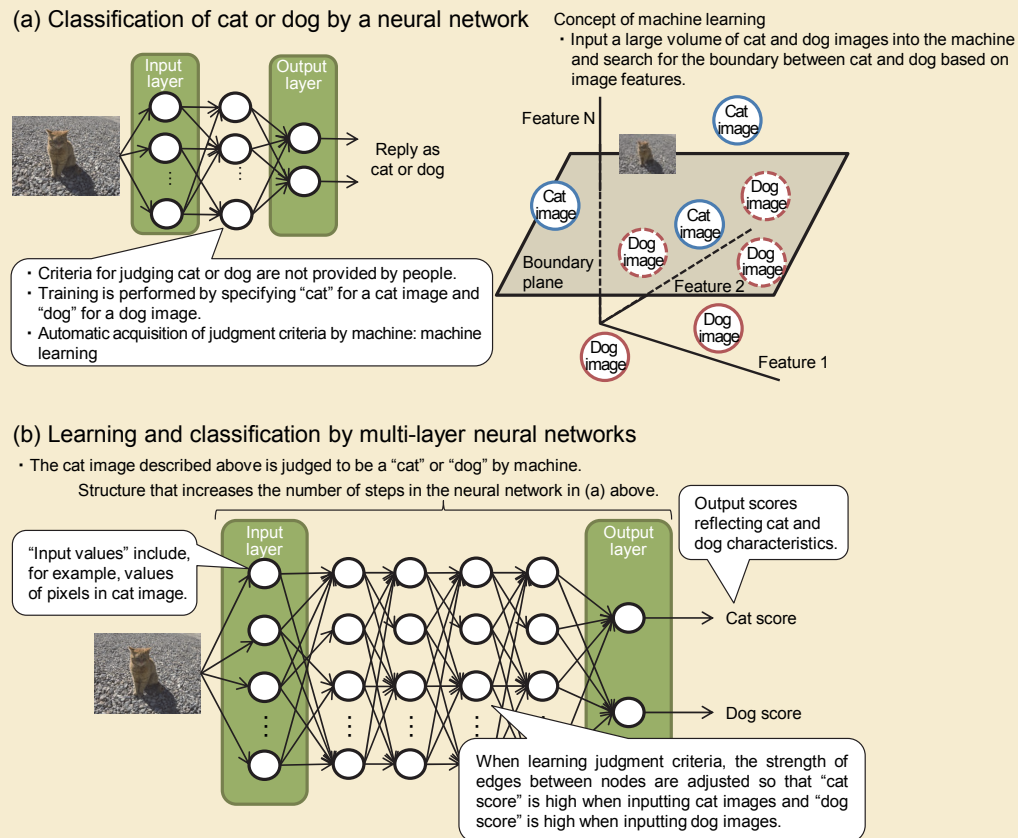 (a) Classification of cat or dog by a neural network
Input
layer
Output
layer
Reply as
cat or dog
・Criteria for judging cat or dog are not provided by people.
・Training is performed by specifying “cat” for a cat image and
“dog” for a dog image.
・Automatic acquisition of judgment criteria by machine: machine
learning
Concept of machine learning
・Input a large volume of cat and dog images into the machine
and search for the boundary between cat and dog based on
image features.
Feature N
Cat
image
Cat
image
Cat
image
Dog
image
Dog
image
Dog
image
Boundary
plane
Feature 2
Dog
image
Dog
image
Feature 1
(b) Learning and classification by multi-layer neural networks
・The cat image described above is judged to be a “cat” or “dog” by machine.
Structure that increases the number of steps in the neural network in (a) above.
“Input values” include,
for example, values
of pixels in cat image.
Input
layer
Output
layer
Output scores
reflecting cat and
dog characteristics.
Cat score
Dog score
When learning judgment criteria, the strength of
edges between nodes are adjusted so that “cat
score” is high when inputting cat images and “dog
score” is high when inputting dog images.